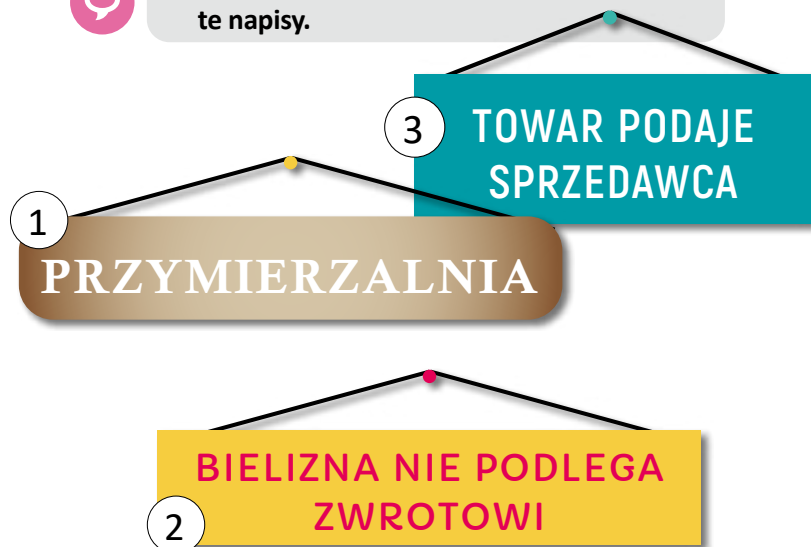 te napisy.
3
TOWAR PODAJE
SPRZEDAWCA
1
PRZYMIERZALNIA
BIELIZNA NIE PODLEGA
ZWROTOWI
2